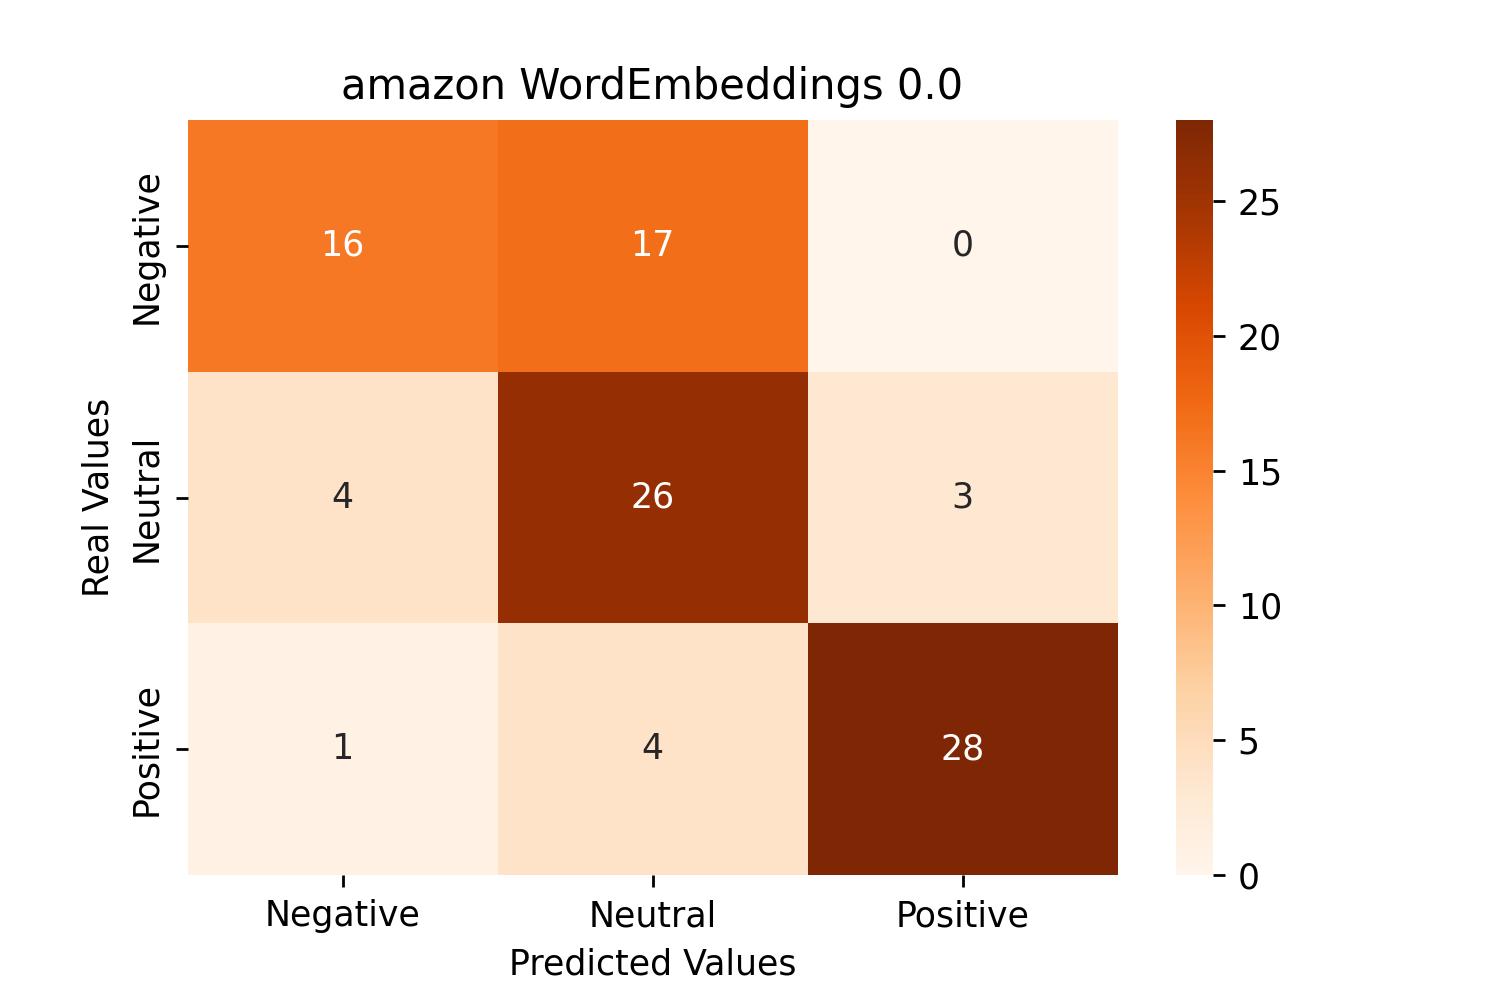 amazon WordEmbeddings 0.0
Real Values
Negative
16 17 0
Neutral
4 26 3
Positive
1 4 28
Negative Neutral Positive
Predicted Values
25
20
15
10
5
0